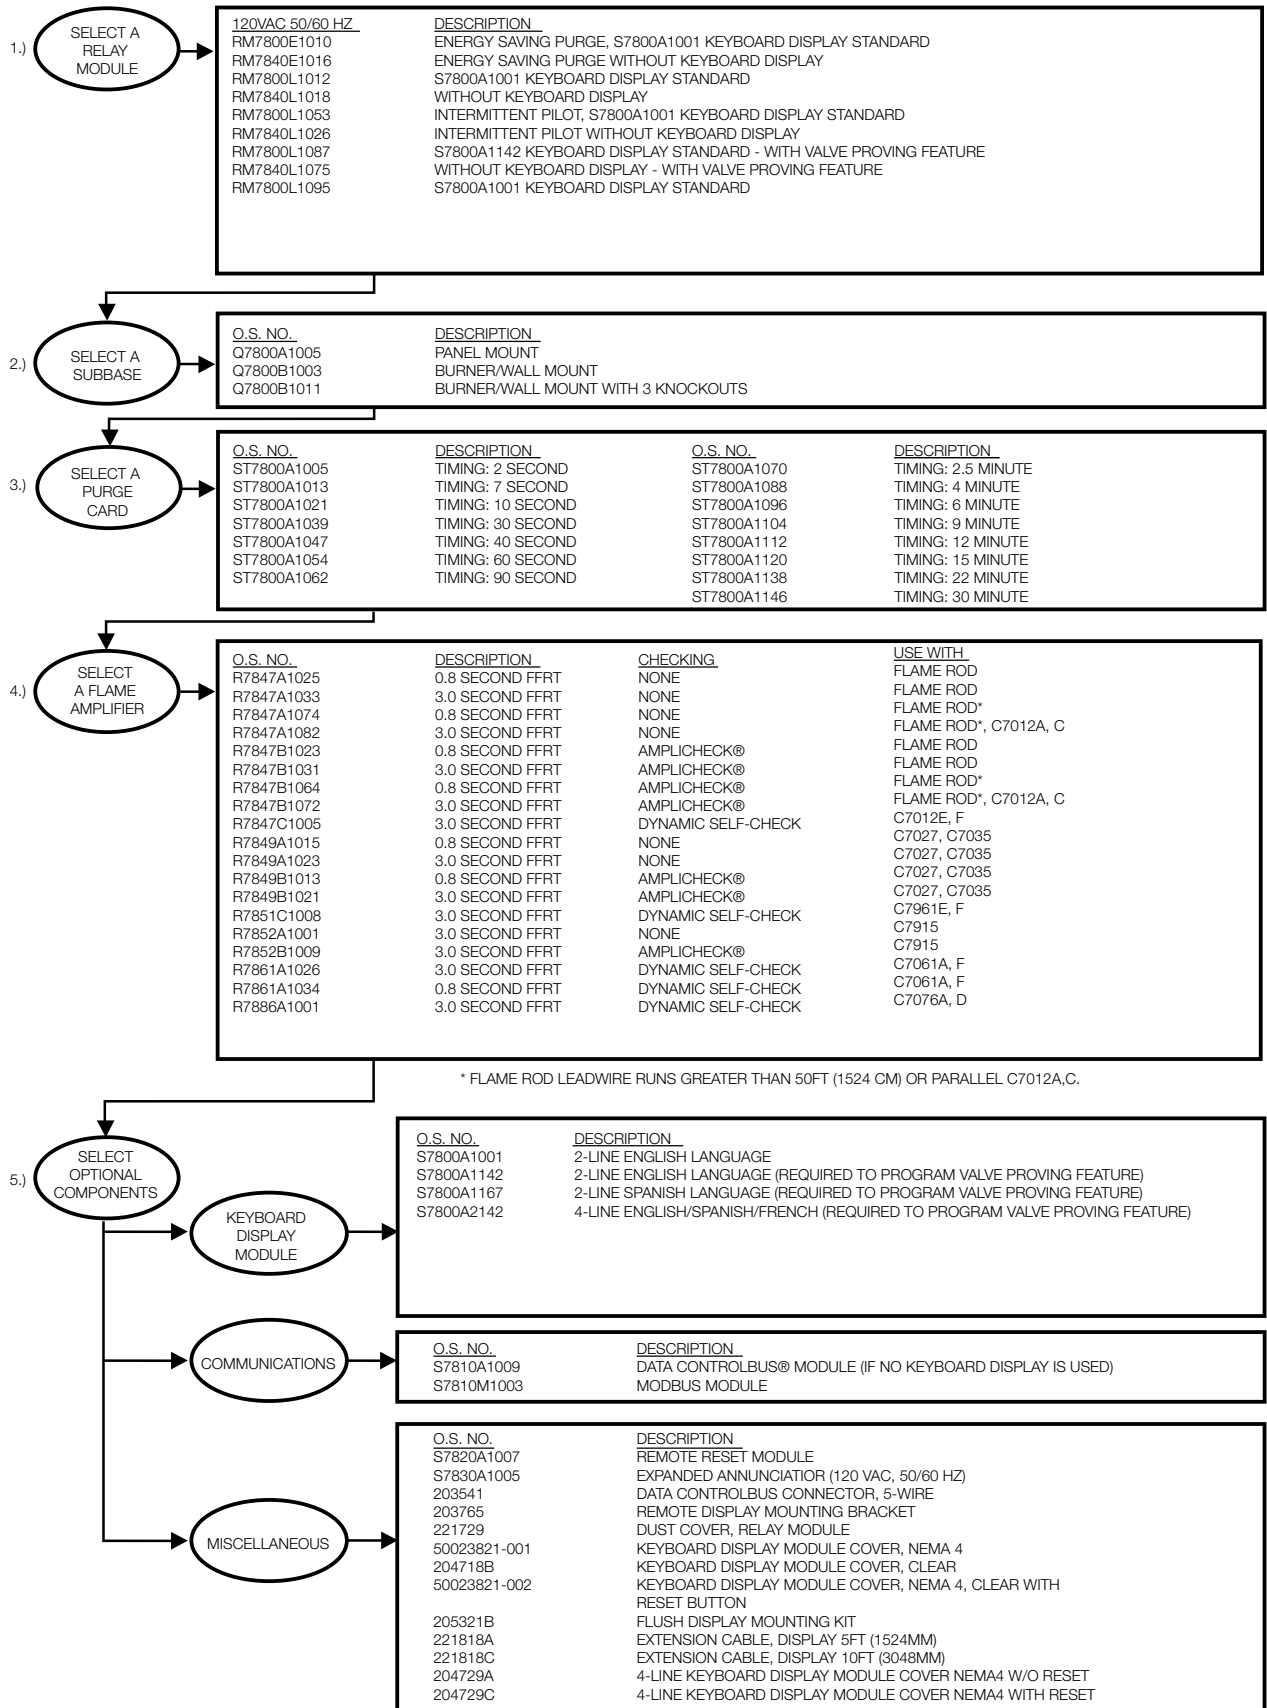 1.)
SELECT A
RELAY
MODULE
120VAC 50/60 HZ DESCRIPTION
RM7800E1010 ENERGY SAVING PURGE, S7800A1001 KEYBOARD DISPLAY STANDARD
RM7840E1016 ENERGY SAVING PURGE WITHOUT KEYBOARD DISPLAY
RM7800L1012 S7800A1001 KEYBOARD DISPLAY STANDARD
RM7840L1018 WITHOUT KEYBOARD DISPLAY
RM7800L1053 INTERMITTENT PILOT, S7800A1001 KEYBOARD DISPLAY STANDARD
RM7840L1026 INTERMITTENT PILOT WITHOUT KEYBOARD DISPLAY
RM7800L1087 S7800A1142 KEYBOARD DISPLAY STANDARD - WITH VALVE PROVING FEATURE
RM7840L1075 WITHOUT KEYBOARD DISPLAY - WITH VALVE PROVING FEATURE
RM7800L1095 S7800A1001 KEYBOARD DISPLAY STANDARD
2.)
SELECT A
SUBBASE
O.S. NO. DESCRIPTION
Q7800A1005 PANEL MOUNT
Q7800B1003 BURNER/WALL MOUNT
Q7800B1011 BURNER/WALL MOUNT WITH 3 KNOCKOUTS
3.)
SELECT A
PURGE
CARD
O.S. NO. DESCRIPTION O.S. NO. DESCRIPTION
ST7800A1005 TIMING: 2 SECOND ST7800A1070 TIMING: 2.5 MINUTE
ST7800A1013 TIMING: 7 SECOND ST7800A1088 TIMING: 4 MINUTE
ST7800A1021 TIMING: 10 SECOND ST7800A1096 TIMING: 6 MINUTE
ST7800A1039 TIMING: 30 SECOND ST7800A1104 TIMING: 9 MINUTE
ST7800A1047 TIMING: 40 SECOND ST7800A1112 TIMING: 12 MINUTE
ST7800A1054 TIMING: 60 SECOND ST7800A1120 TIMING: 15 MINUTE
ST7800A1062 TIMING: 90 SECOND ST7800A1138 TIMING: 22 MINUTE
ST7800A1146 TIMING: 30 MINUTE
4.)
SELECT
A FLAME
AMPLIFIER
O.S. NO. DESCRIPTION CHECKING USE WITH
R7847A1025 0.8 SECOND FFRT NONE FLAME ROD
R7847A1033 3.0 SECOND FFRT NONE FLAME ROD
R7847A1074 0.8 SECOND FFRT NONE FLAME ROD*
R7847A1082 3.0 SECOND FFRT NONE FLAME ROD*, C7012A, C
R7847B1023 0.8 SECOND FFRT AMPLICHECK® FLAME ROD
R7847B1031 3.0 SECOND FFRT AMPLICHECK® FLAME ROD
R7847B1064 0.8 SECOND FFRT AMPLICHECK® FLAME ROD*
R7847B1072 3.0 SECOND FFRT AMPLICHECK® FLAME ROD*, C7012A, C
R7847C1005 3.0 SECOND FFRT DYNAMIC SELF-CHECK C7012E, F
R7849A1015 0.8 SECOND FFRT NONE C7027, C7035
R7849A1023 3.0 SECOND FFRT NONE C7027, C7035
R7849B1013 0.8 SECOND FFRT AMPLICHECK® C7027, C7035
R7849B1021 3.0 SECOND FFRT AMPLICHECK® C7027, C7035
R7851C1008 3.0 SECOND FFRT DYNAMIC SELF-CHECK C7961E, F
R7852A1001 3.0 SECOND FFRT NONE C7915
R7852B1009 3.0 SECOND FFRT AMPLICHECK® C7915
R7861A1026 3.0 SECOND FFRT DYNAMIC SELF-CHECK C7061A, F
R7861A1034 0.8 SECOND FFRT DYNAMIC SELF-CHECK C7061A, F
R7886A1001 3.0 SECOND FFRT DYNAMIC SELF-CHECK C7076A, D
* FLAME ROD LEADWIRE RUNS GREATER THAN 50FT (1524 CM) OR PARALLEL C7012A,C.
5.)
SELECT
OPTIONAL
COMPONENTS
KEYBOARD
DISPLAY
MODULE
O.S. NO. DESCRIPTION
S7800A1001 2-LINE ENGLISH LANGUAGE
S7800A1142 2-LINE ENGLISH LANGUAGE (REQUIRED TO PROGRAM VALVE PROVING FEATURE)
S7800A1167 2-LINE SPANISH LANGUAGE (REQUIRED TO PROGRAM VALVE PROVING FEATURE)
S7800A2142 4-LINE ENGLISH/SPANISH/FRENCH (REQUIRED TO PROGRAM VALVE PROVING FEATURE)
COMMUNICATIONS
O.S. NO. DESCRIPTION
S7810A1009 DATA CONTROLBUS® MODULE (IF NO KEYBOARD DISPLAY IS USED)
S7810M1003 MODBUS MODULE
MISCELLANEOUS
O.S. NO. DESCRIPTION
S7820A1007 REMOTE RESET MODULE
S7830A1005 EXPANDED ANNUNCIATIOR (120 VAC, 50/60 HZ)
203541 DATA CONTROLBUS CONNECTOR, 5-WIRE
203765 REMOTE DISPLAY MOUNTING BRACKET
221729 DUST COVER, RELAY MODULE
50023821-001 KEYBOARD DISPLAY MODULE COVER, NEMA 4
204718B KEYBOARD DISPLAY MODULE COVER, CLEAR
50023821-002 KEYBOARD DISPLAY MODULE COVER, NEMA 4, CLEAR WITH
RESET BUTTON
205321B FLUSH DISPLAY MOUNTING KIT
221818A EXTENSION CABLE, DISPLAY 5FT (1524MM)
221818C EXTENSION CABLE, DISPLAY 10FT (3048MM)
204729A 4-LINE KEYBOARD DISPLAY MODULE COVER NEMA4 W/O RESET
204729C 4-LINE KEYBOARD DISPLAY MODULE COVER NEMA4 WITH RESET